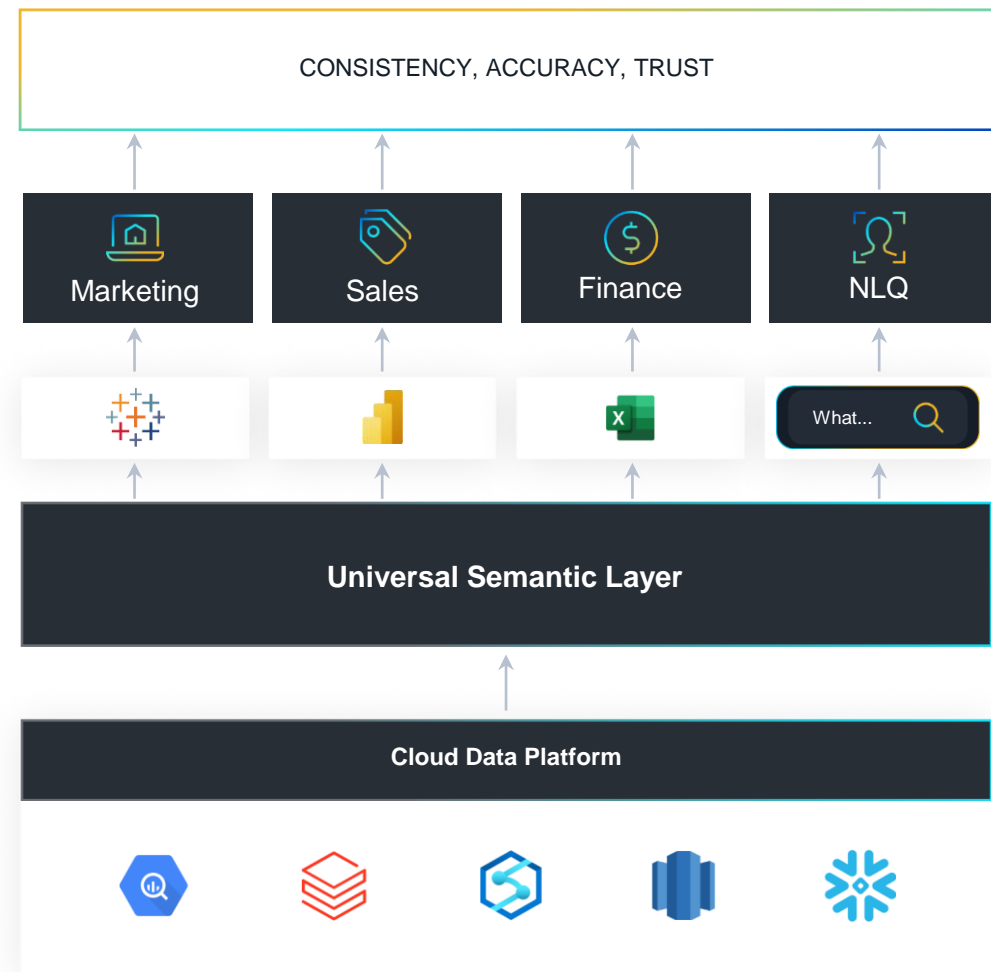 CONSISTENCY, ACCURACY, TRUST
Marketing
Sales
Finance
NLQ
X
What...
Universal Semantic Layer
Cloud Data Platform